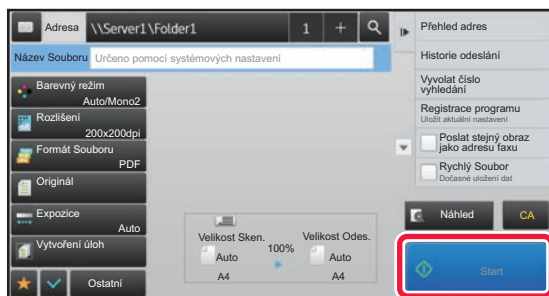 Adresa
\\Server1\Folder1
1
+
Název Souboru
Určeno pomocí systémových nastavení
Barevný režim
Auto/Mono2
Rozlišení
200x200dpi
Formát Souboru
PDF
Originál
Expozice
Auto
Vytvoření úloh
Ostatní
Velikost Sken.
100%
Velikost Odes.
Auto
Auto
A4
A4
Přehled adres
Historie odeslání
Vyvolat číslo
vyhledání
Registrace programu
Uložit aktuální nastavení
Poslat stejný obraz
jako adresu faxu
Rychlý Soubor
Dočasné uložení dat
Náhled
CA
Start